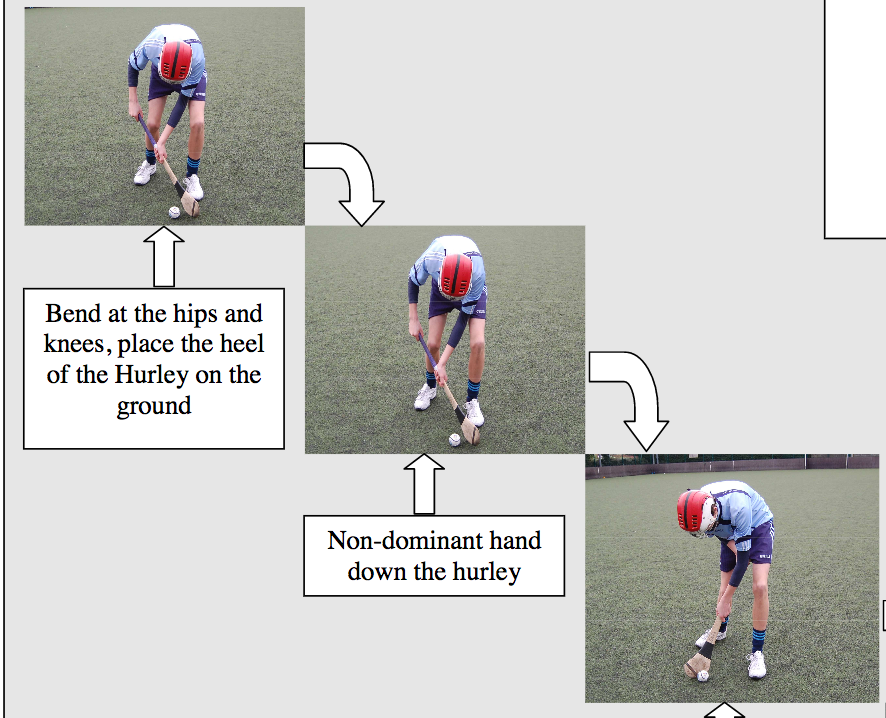 Bend at the hips and
knees, place the heel
of the Hurley on the
ground
Non-dominant hand
down the hurley